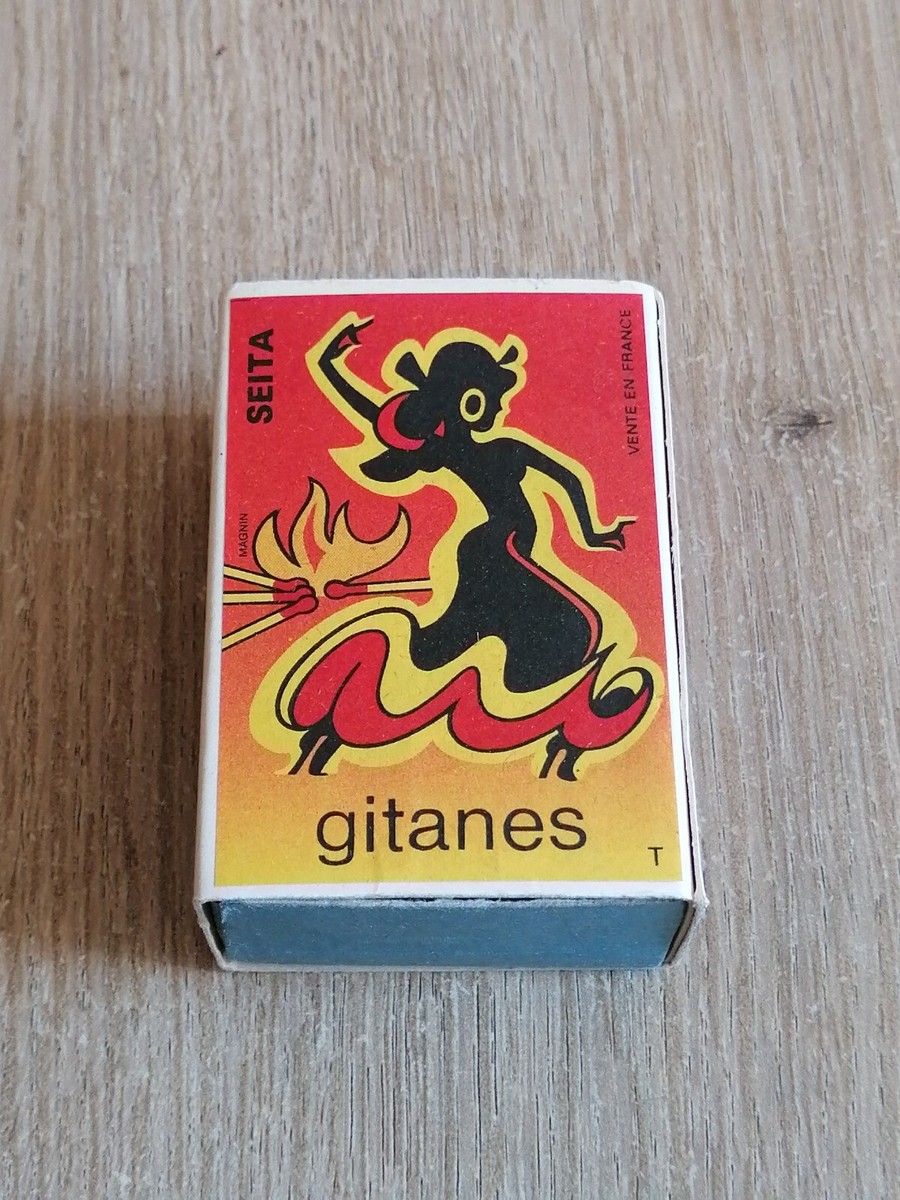 SEITA
VENTE EN FRANCE
MAGNIN
gitanes
T